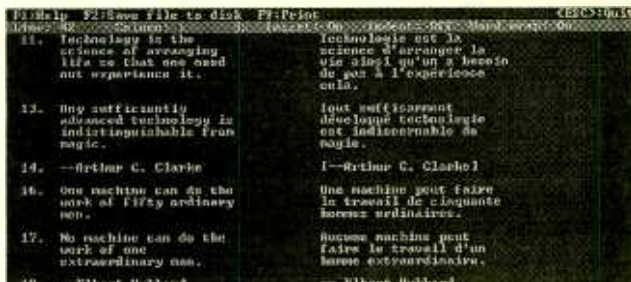 F1:Help F2:Save file to disk F9:Print <ESC>:Quit
11. Technology is the
science of arranging
life so that one need
not experience it.
Technologie est la
science d'arranger la
vie ainsi qu'un a besoin
de pas à l'expérience
cela.
13. Any sufficiently
advanced technology is
indistinguishable from
magic.
Tout suffisamment
développé technologie
est indiscernable de
magie.
14. --Arthur C. Clarke
[--Arthur C. Clarke]
16. One machine can do the
work of fifty ordinary
men.
Une machine peut faire
le travail de cinquante
hommes ordinaires.
17. No machine can do the
work of one
extraordinary man.
Aucune machine peut
faire le travail d'un
homme extraordinaire.